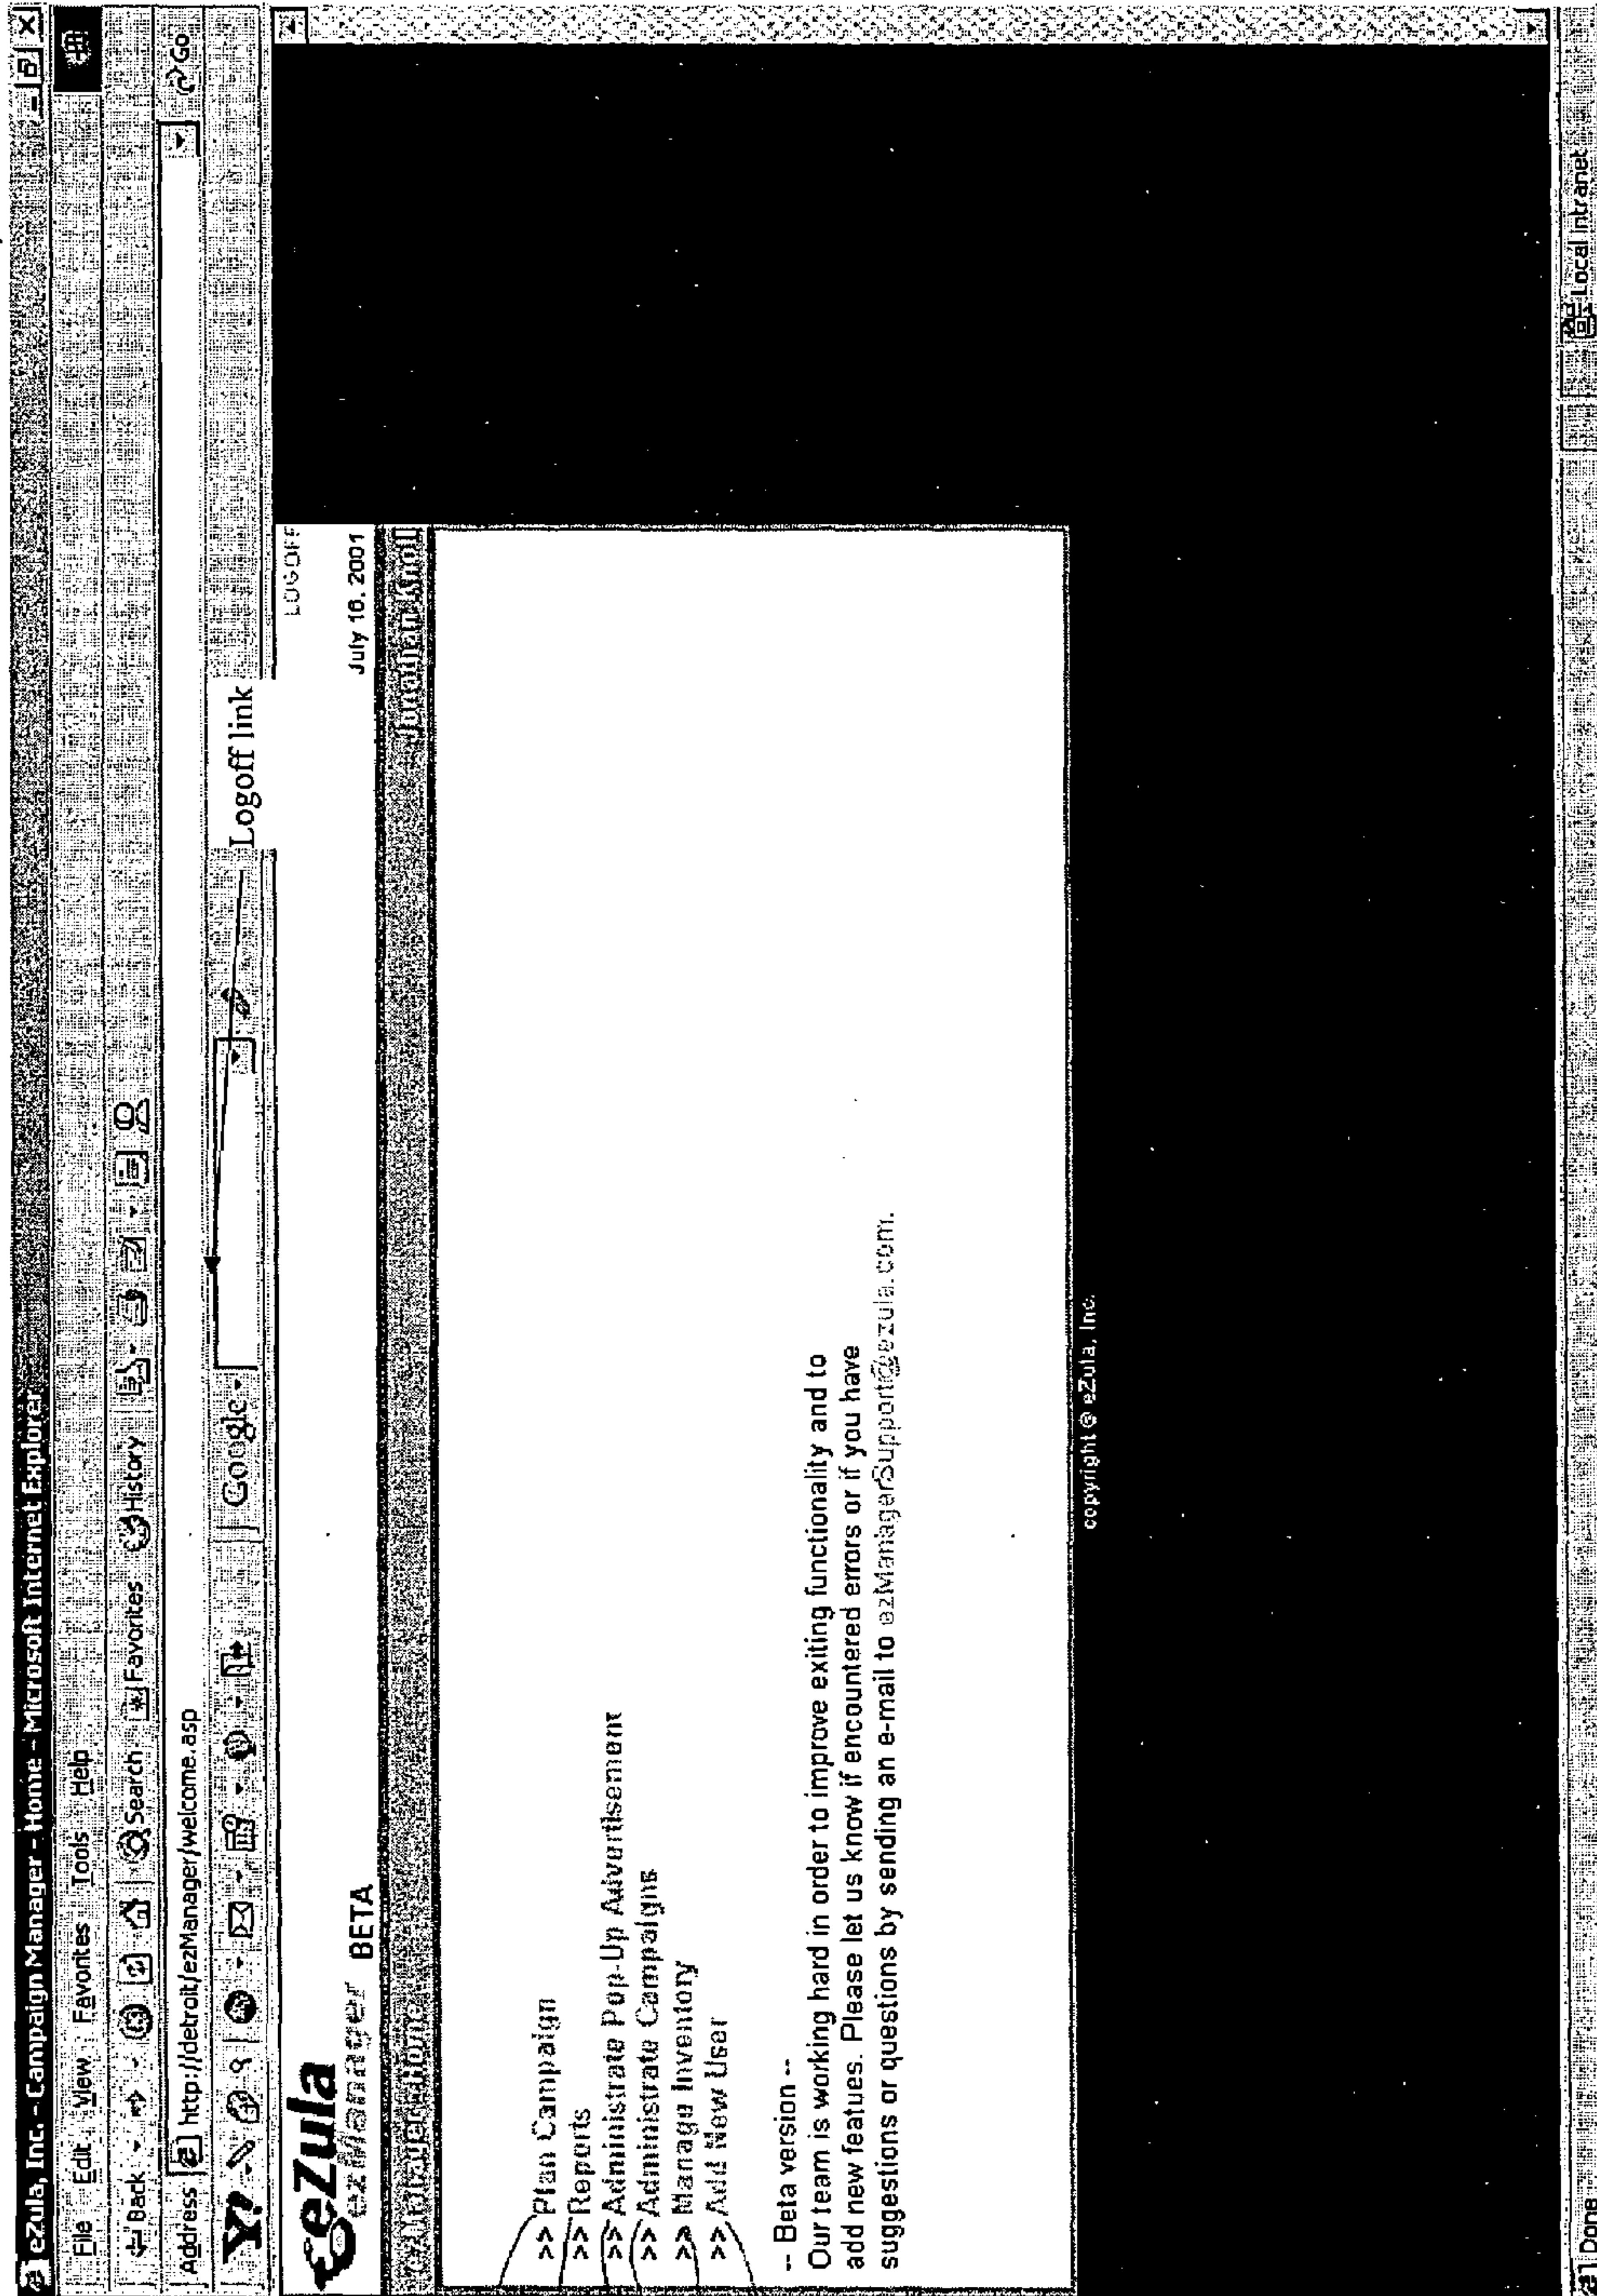 eZula, Inc. - Campaign Manager - Home - Microsoft Internet Explorer
File Edit View Favorites Tools Help
Back Search Favorites History
Address http://detroit/ezManager/welcome.asp Go
Y! Google
Logoff link
LOGOFF
eZula
ezManager BETA
July 16, 2001
ezManager Home
>> Plan Campaign
>> Reports
>> Administrate Pop-Up Advertisement
>> Administrate Campaigns
>> Manage Inventory
>> Add New User
-- Beta version --
Our team is working hard in order to improve exiting functionality and to
add new featues. Please let us know if encountered errors or if you have
suggestions or questions by sending an e-mail to ezManagerSupport@ezula.com.
copyright @ eZula, Inc.
Done Local intranet